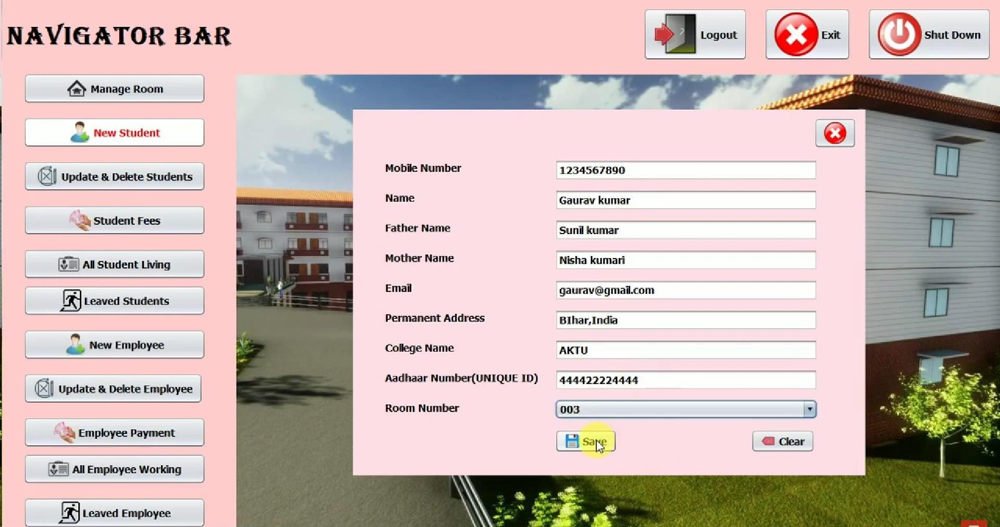 NAVIGATOR BAR
Logout
Exit
Shut Down
Manage Room
New Student
Update & Delete Students
Student Fees
All Student Living
Leaved Students
New Employee
Update & Delete Employee
Employee Payment
All Employee Working
Leaved Employee
Mobile Number 1234567890
Name Gaurav kumar
Father Name Sunil kumar
Mother Name Nisha kumari
Email gaurav@gmail.com
Permanent Address BIhar,India
College Name AKTU
Aadhaar Number(UNIQUE ID) 444422224444
Room Number 003
Save Clear